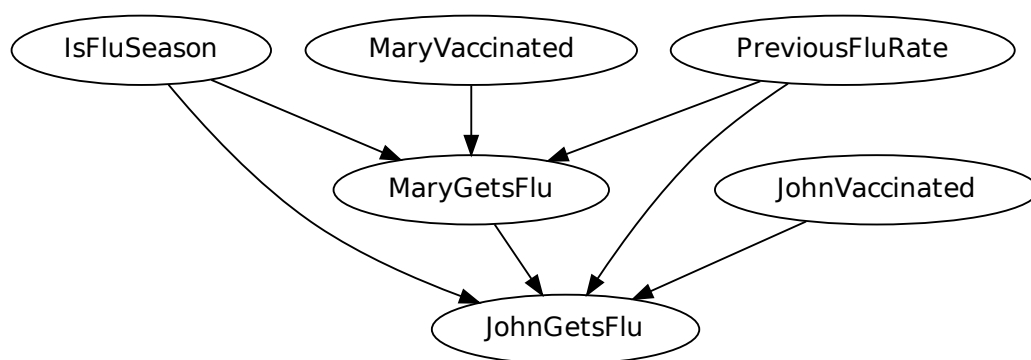 IsFluSeason
MaryVaccinated
PreviousFluRate
MaryGetsFlu
JohnVaccinated
JohnGetsFlu